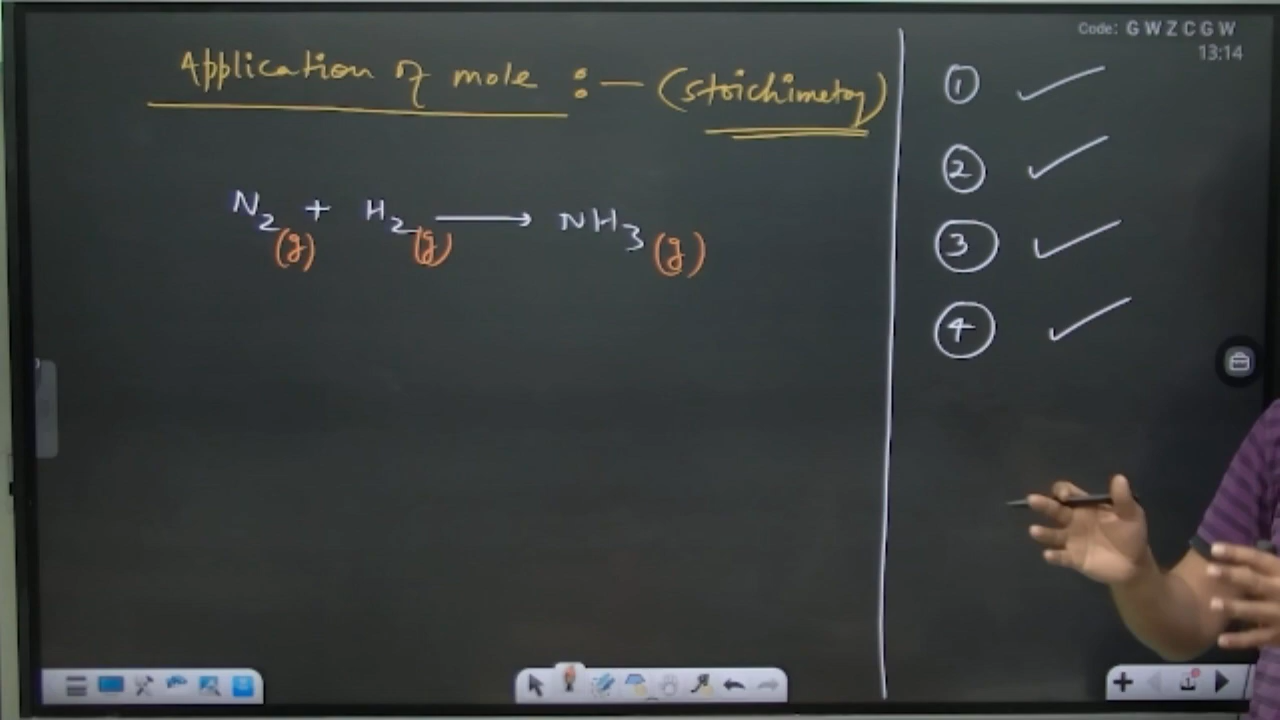 Application of mole :— (stoichimetry)
N2(g) + H2(g) ⟶ NH3(g)
① ✓
② ✓
③ ✓
④ ✓
Code: GWZCGW
13:14